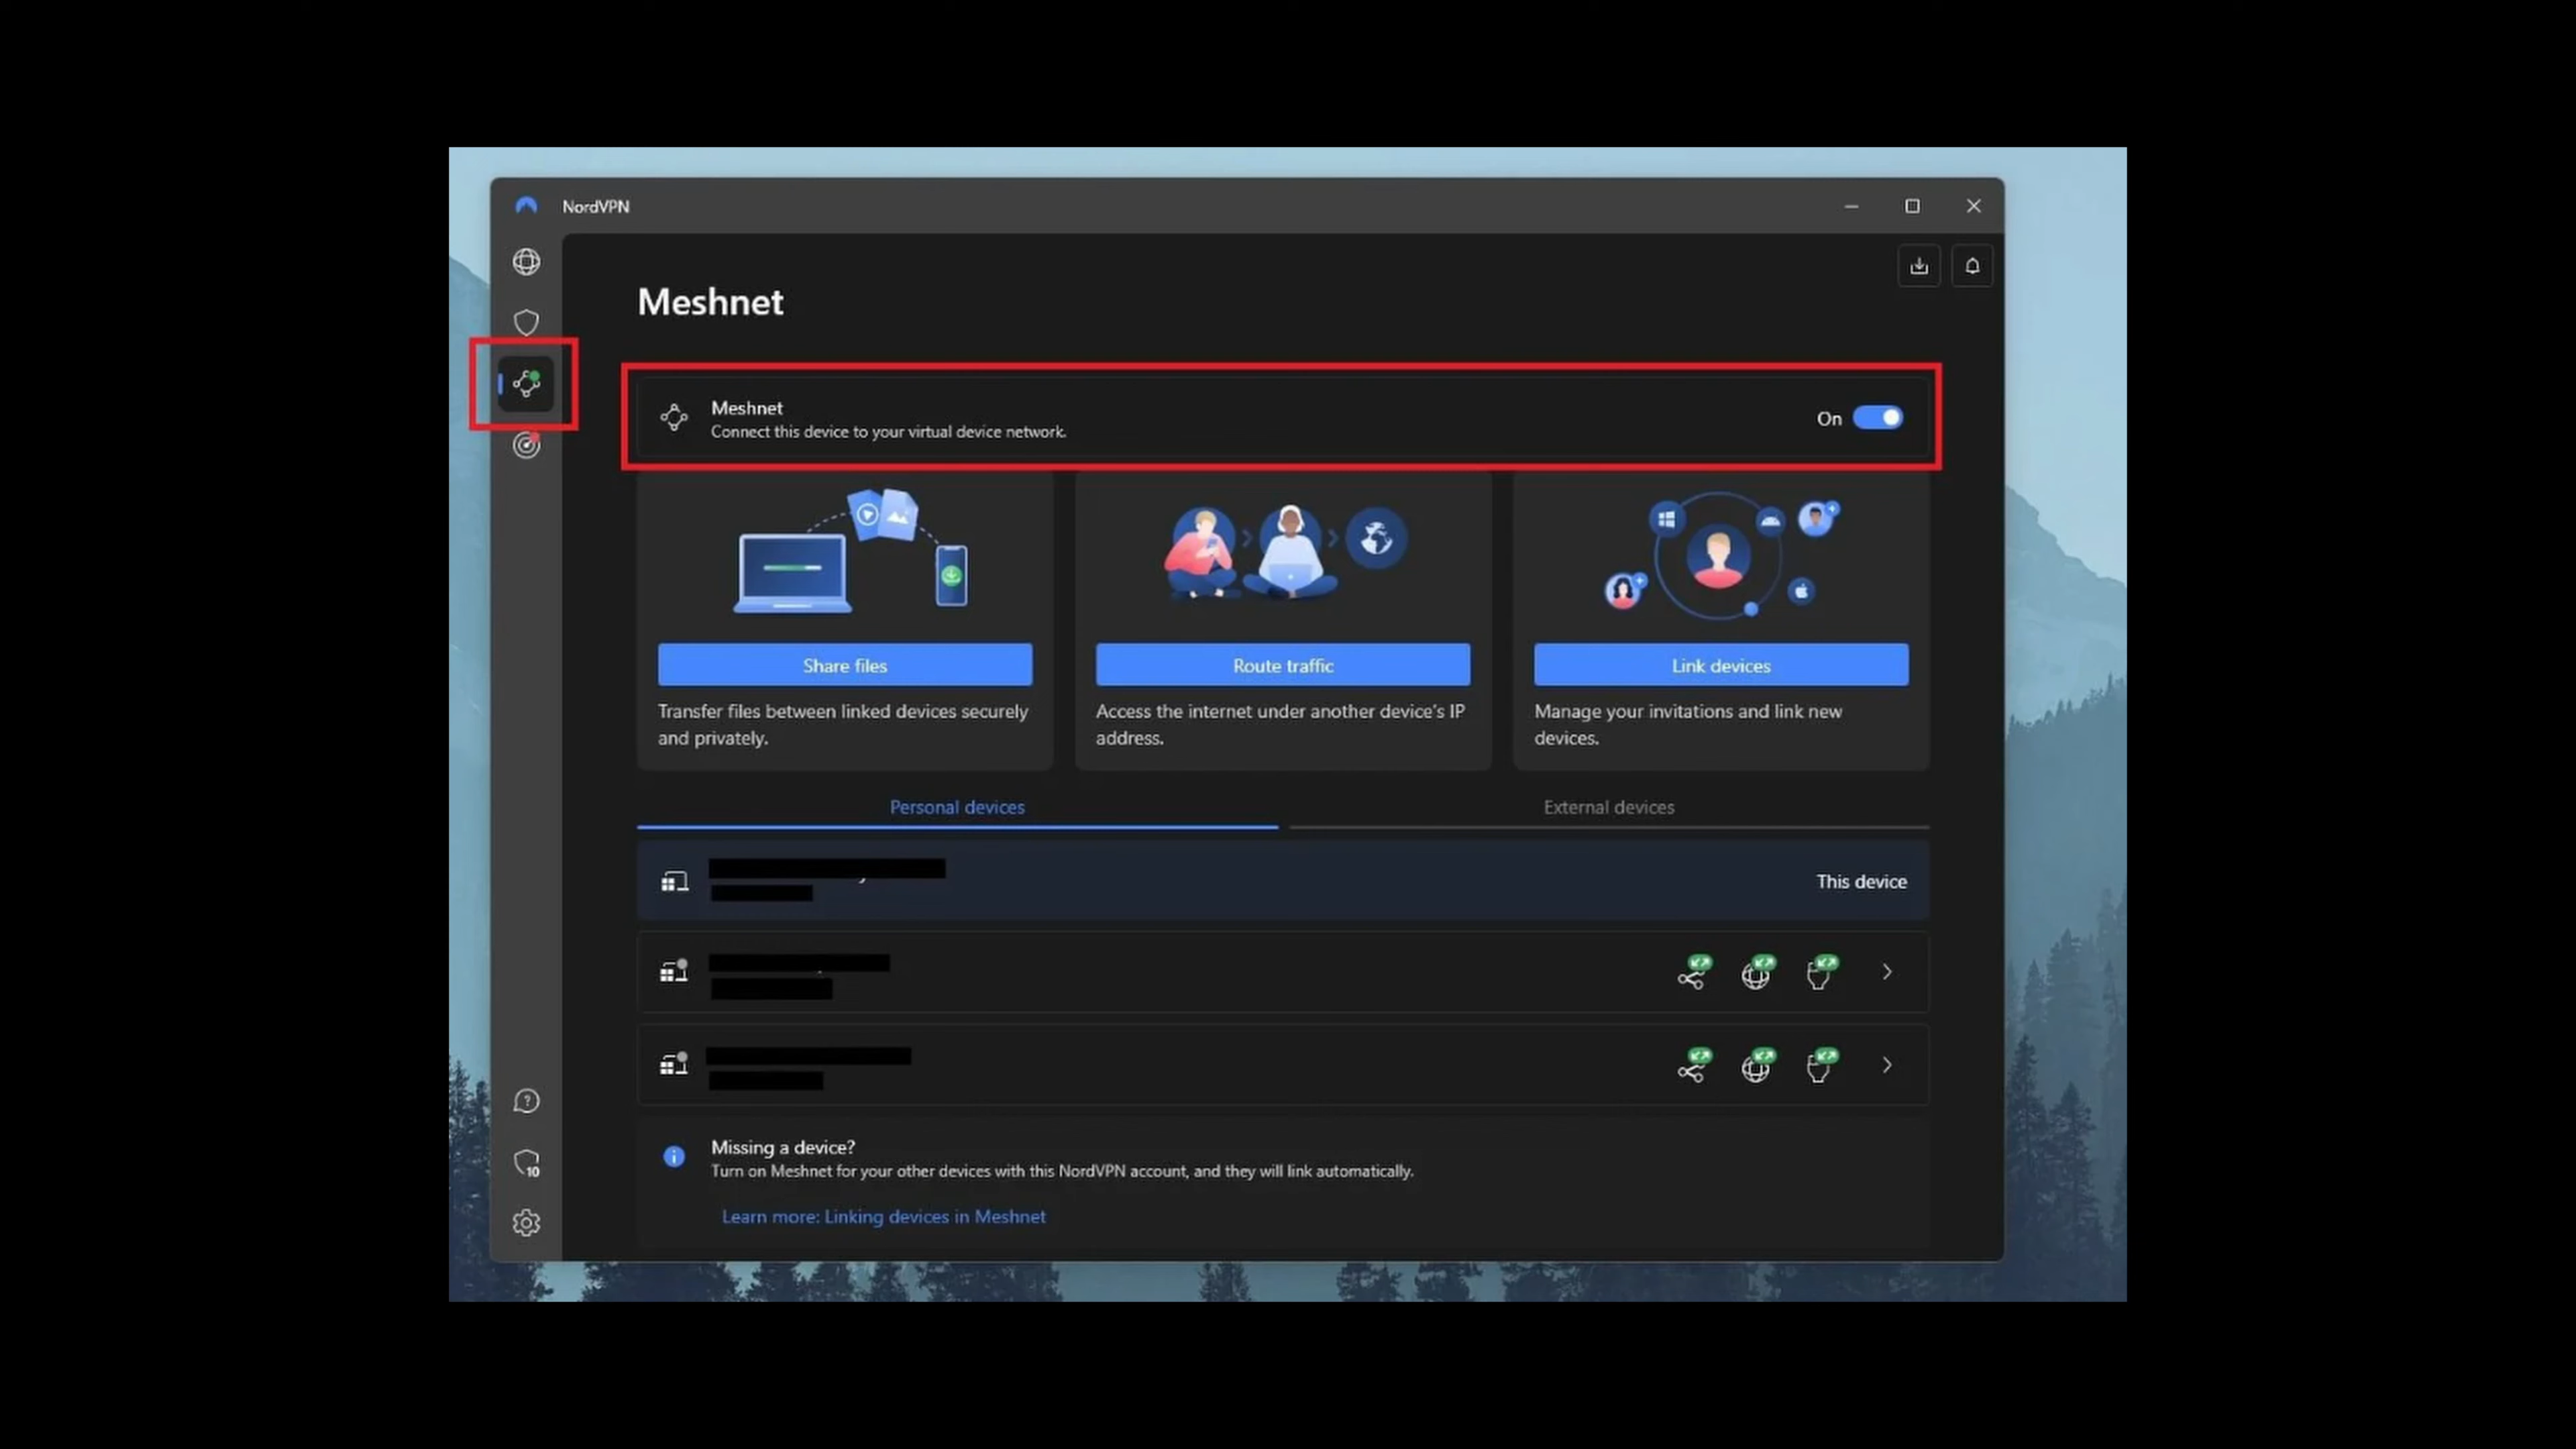 NordVPN
Meshnet
Meshnet
Connect this device to your virtual device network.
On
Share files
Transfer files between linked devices securely
and privately.
Route traffic
Access the internet under another device's IP
address.
Link devices
Manage your invitations and link new
devices.
Personal devices
External devices
This device
Missing a device?
Turn on Meshnet for your other devices with this NordVPN account, and they will link automatically.
Learn more: Linking devices in Meshnet
10